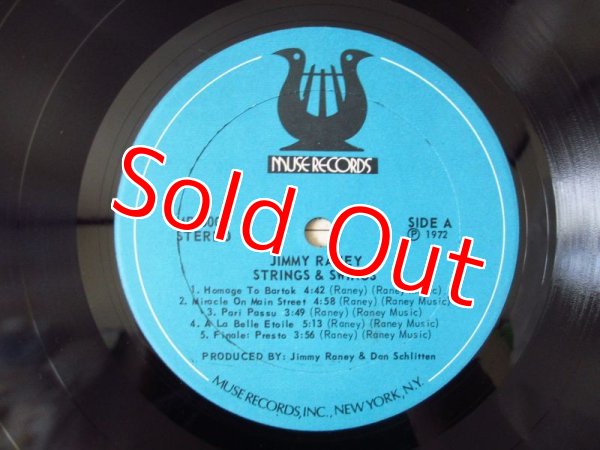 MUSE RECORDS
Sold Out
STEREO
SIDE A
Ⓟ 1972
JIMMY RANEY
STRINGS & SWINGS
1. Homage To Bartok 4:42 (Raney) (Raney Music)
2. Miracle On Main Street 4:58 (Raney) (Raney Music)
3. Pari Passu 3:49 (Raney) (Raney Music)
4. A La Belle Etoile 5:13 (Raney) (Raney Music)
5. Finale: Presto 3:56 (Raney) (Raney Music)
PRODUCED BY: Jimmy Raney & Don Schlitten
MUSE RECORDS, INC., NEW YORK, N.Y.